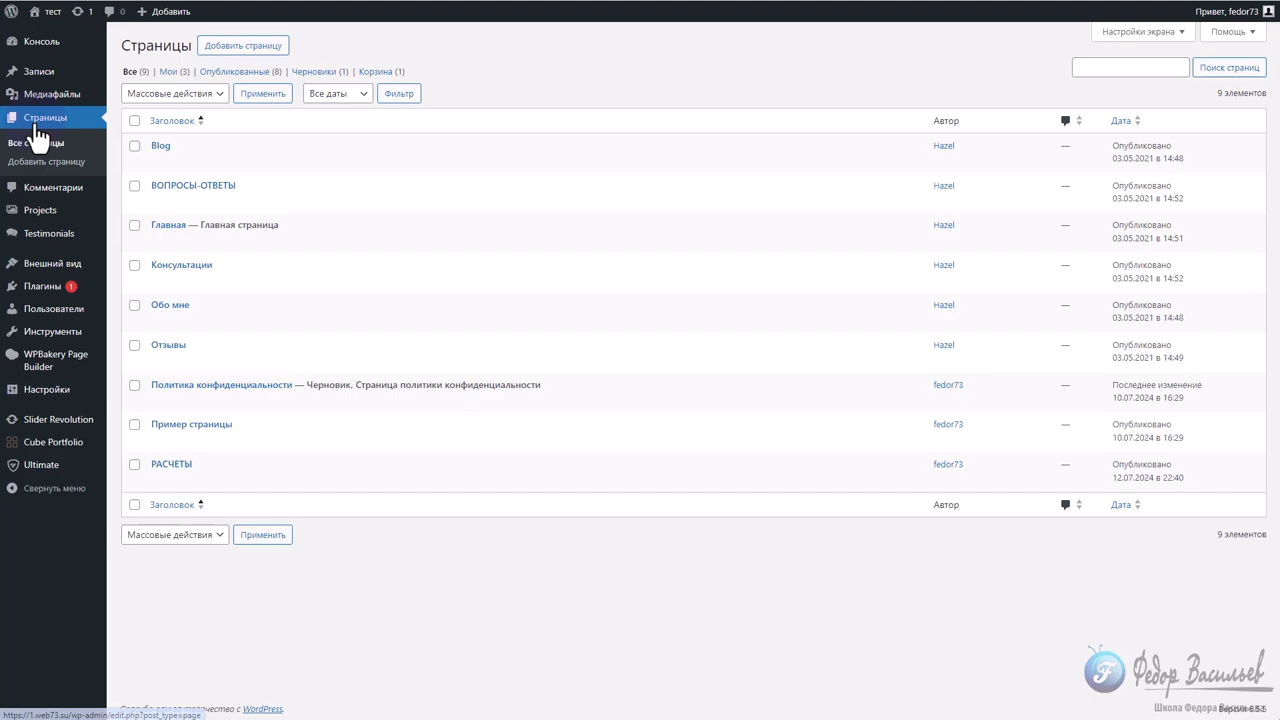 тест 1 0 Добавить Привет, fedor73
Консоль
Записи
Медиафайлы
Страницы
Все страницы
Добавить страницу
Комментарии
Projects
Testimonials
Внешний вид
Плагины 1
Пользователи
Инструменты
WPBakery Page
Builder
Настройки
Slider Revolution
Cube Portfolio
Ultimate
Свернуть меню
Настройки экрана Помощь
Страницы Добавить страницу
Все (9) | Мои (3) | Опубликованные (8) | Черновики (1) | Корзина (1)
Поиск страниц
Массовые действия Применить Все даты Фильтр 9 элементов
Заголовок Автор Дата
Blog Hazel — Опубликовано
03.05.2021 в 14:48
ВОПРОСЫ-ОТВЕТЫ Hazel — Опубликовано
03.05.2021 в 14:52
Главная — Главная страница Hazel — Опубликовано
03.05.2021 в 14:51
Консультации Hazel — Опубликовано
03.05.2021 в 14:52
Обо мне Hazel — Опубликовано
03.05.2021 в 14:48
Отзывы Hazel — Опубликовано
03.05.2021 в 14:49
Политика конфиденциальности — Черновик, Страница политики конфиденциальности fedor73 — Последнее изменение
10.07.2024 в 16:29
Пример страницы fedor73 — Опубликовано
10.07.2024 в 16:29
РАСЧЕТЫ fedor73 — Опубликовано
12.07.2024 в 22:40
Заголовок Автор Дата
Массовые действия Применить 9 элементов
Федор Васильев
Школа Федора
WordPress.
https://1.web73.su/wp-admin/edit.php?post_type=page